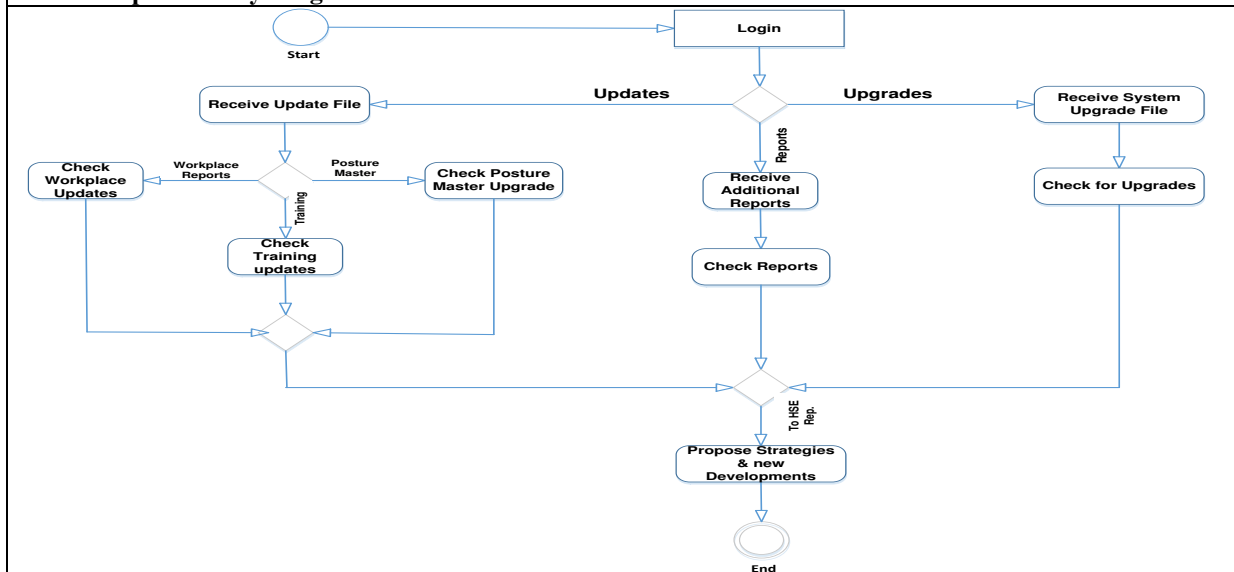 Login
Start
Updates
Upgrades
Receive Update File
Receive System
Upgrade File
Reports
Workplace
Reports
Posture
Master
Check
Workplace
Updates
Check Posture
Master Upgrade
Receive
Additional
Reports
Check for Upgrades
Training
Check
Training
updates
Check Reports
To HSE
Rep.
Propose Strategies
& new
Developments
End